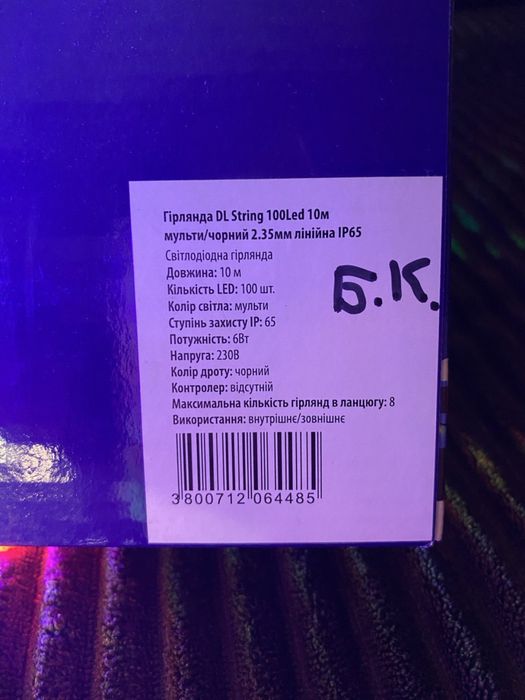 Гірлянда DL String 100Led 10м
мульти/чорний 2.35мм лінійна IP65
Світлодіодна гірлянда
Довжина: 10 м
Кількість LED: 100 шт.
Колір світла: мульти
Ступінь захисту IP: 65
Потужність: 6Вт
Напруга: 230В
Колір дроту: чорний
Контролер: відсутній
Максимальна кількість гірлянд в ланцюгу: 8
Використання: внутрішнє/зовнішнє
3800712 064485
Б.К.